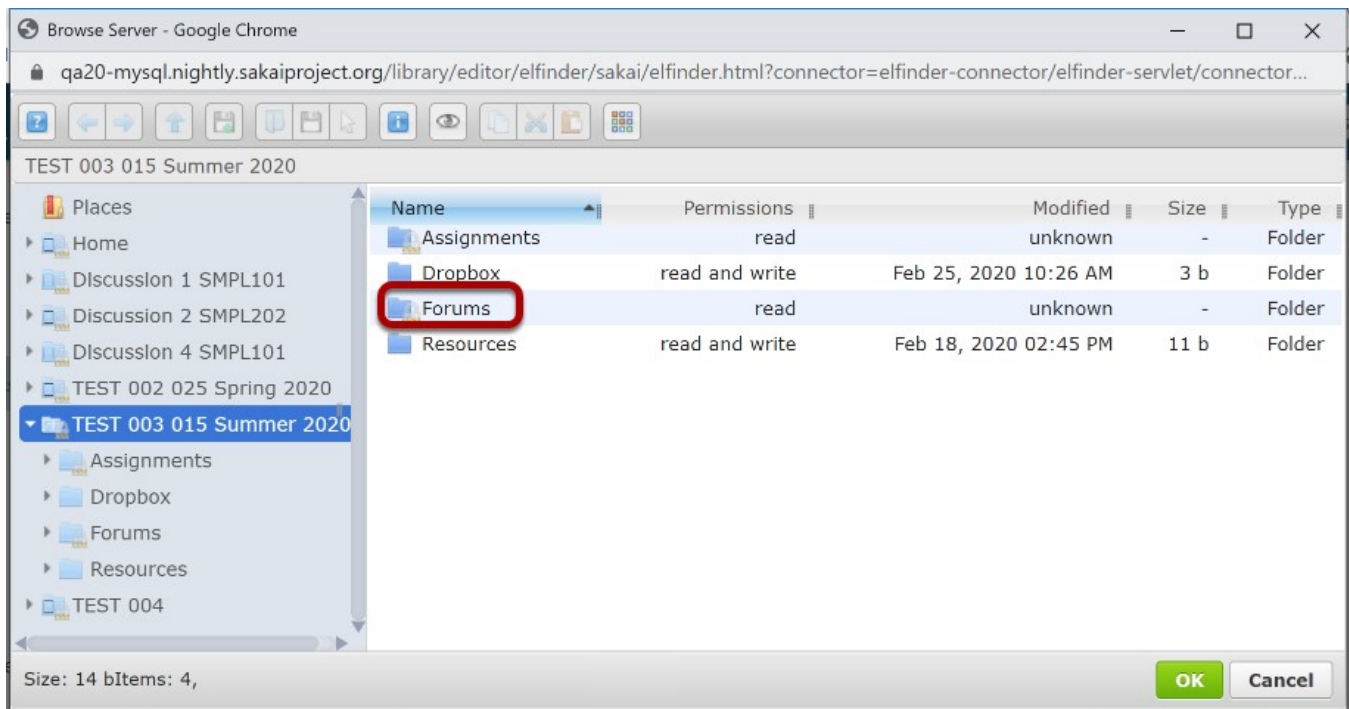 Browse Server - Google Chrome
qa20-mysql.nightly.sakaiproject.org/library/editor/elfinder/sakai/elfinder.html?connector=elfinder-connector/elfinder-servlet/connector...
TEST 003 015 Summer 2020
Places
Home
DIscussIon 1 SMPL101
Discussion 2 SMPL202
DIscussIon 4 SMPL101
TEST 002 025 Spring 2020
TEST 003 015 Summer 2020
Assignments
Dropbox
Forums
Resources
TEST 004
Name Permissions Modified Size Type
Assignments read unknown - Folder
Dropbox read and write Feb 25, 2020 10:26 AM 3 b Folder
Forums read unknown - Folder
Resources read and write Feb 18, 2020 02:45 PM 11 b Folder
Size: 14 bItems: 4,
OK Cancel